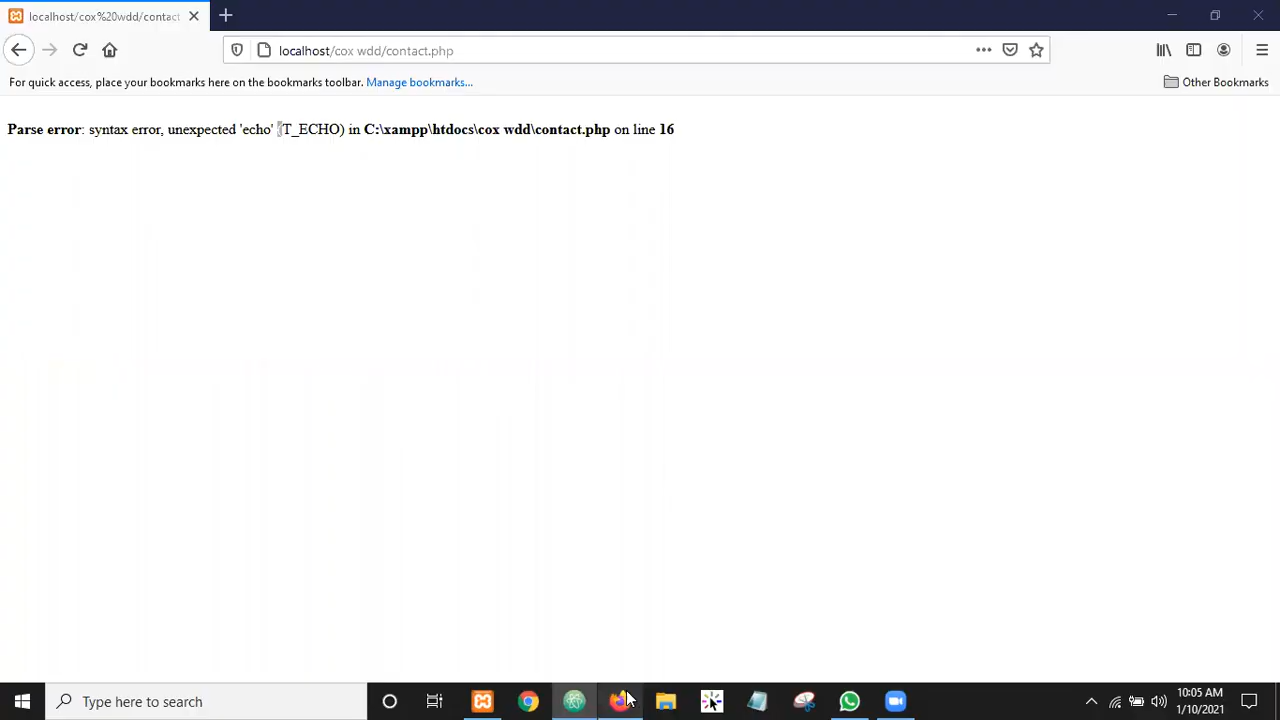 localhost/cox%20wdd/contact
localhost/cox wdd/contact.php
For quick access, place your bookmarks here on the bookmarks toolbar. Manage bookmarks...
Other Bookmarks
Parse error: syntax error, unexpected 'echo' (T_ECHO) in C:\xampp\htdocs\cox wdd\contact.php on line 16
Type here to search
10:05 AM
1/10/2021